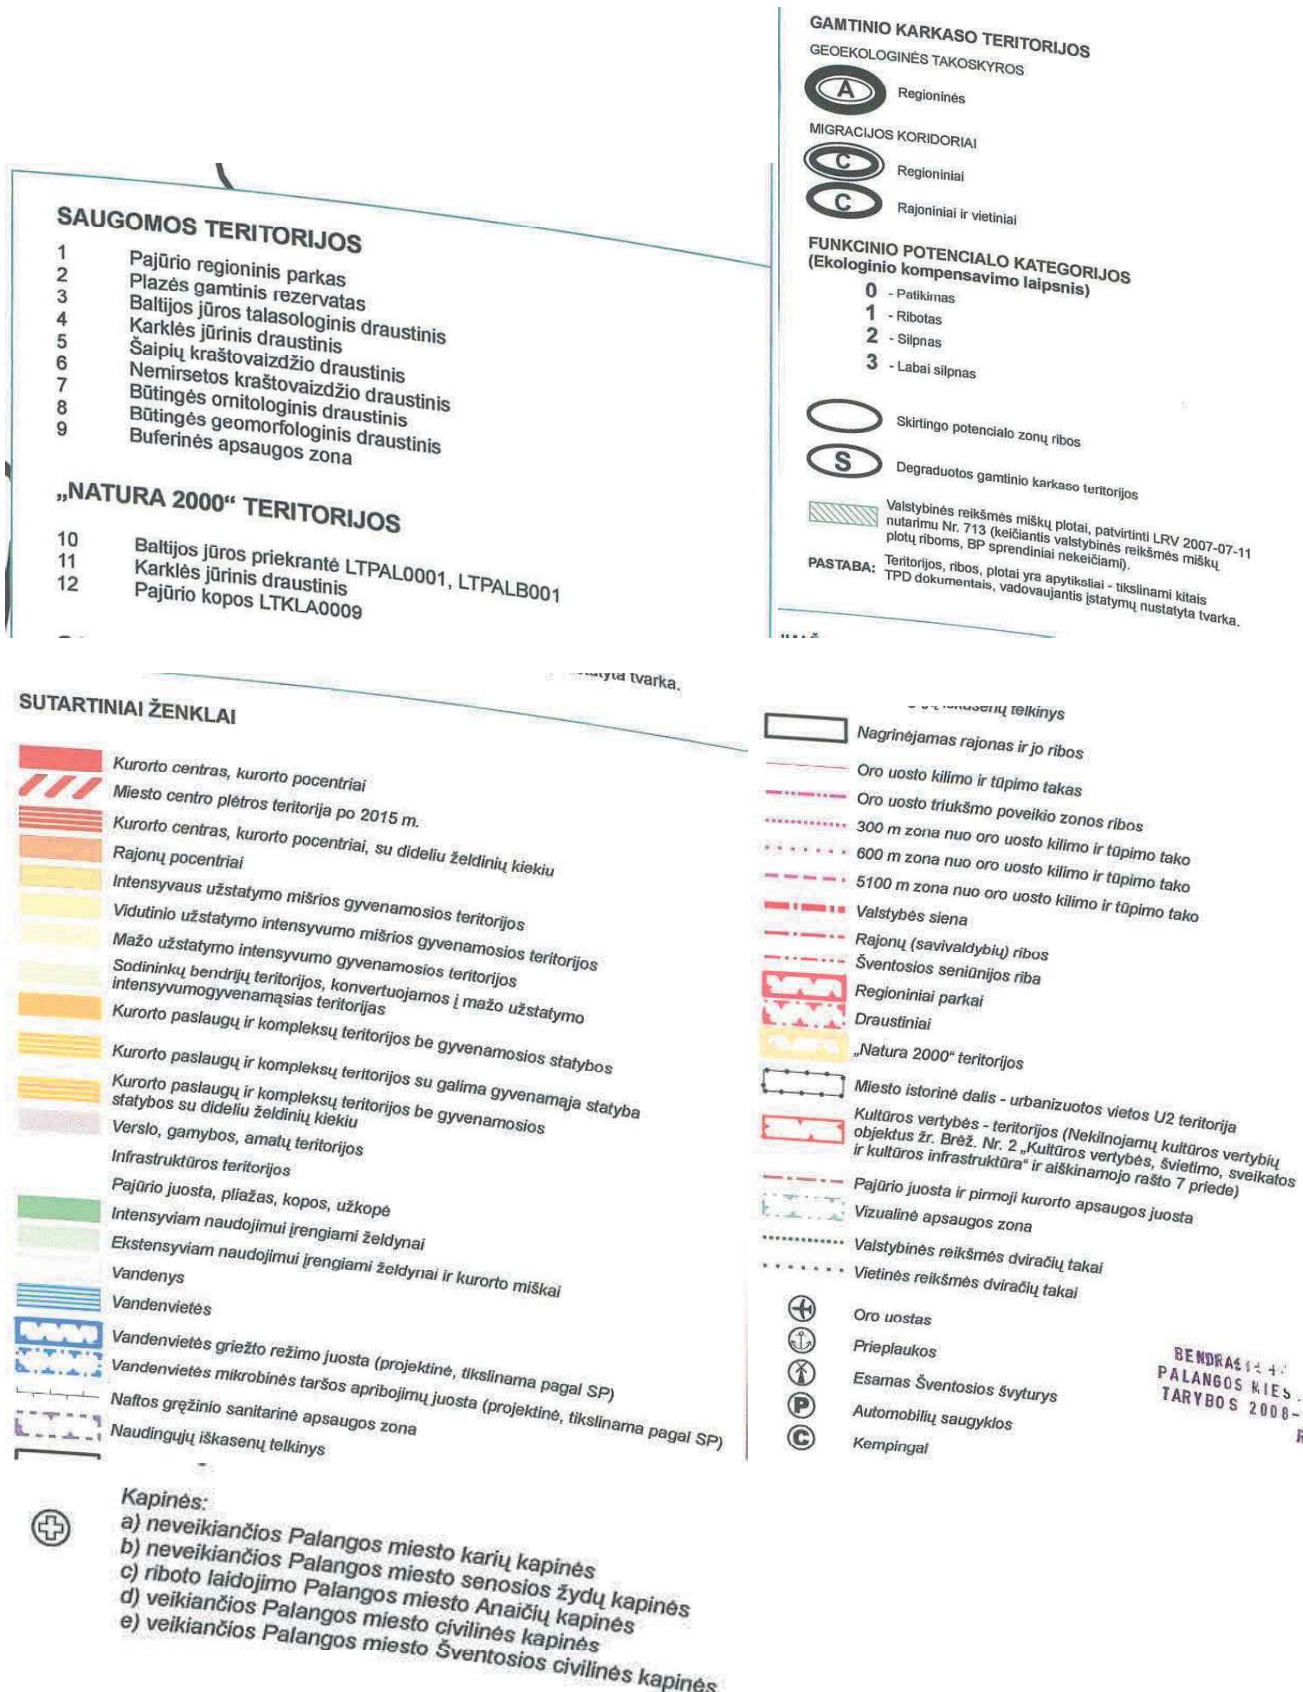 SAUGOMOS TERITORIJOS
1 Pajūrio regioninis parkas
2 Plazės gamtinis rezervatas
3 Baltijos jūros talasologinis draustinis
4 Karklės jūrinis draustinis
5 Šaipių kraštovaizdžio draustinis
6 Nemirsetos kraštovaizdžio draustinis
7 Būtingės ornitologinis draustinis
8 Būtingės geomorfologinis draustinis
9 Buferinės apsaugos zona
„NATURA 2000“ TERITORIJOS
10 Baltijos jūros priekrantė LTPAL0001, LTPALB001
11 Karklės jūrinis draustinis
12 Pajūrio kopos LTKLA0009
GAMTINIO KARKASO TERITORIJOS
GEOEKOLOGINĖS TAKOSKYROS
A Regioninės
MIGRACIJOS KORIDORIAI
C Regioniniai
C Rajoniniai ir vietiniai
FUNKCINIO POTENCIALO KATEGORIJOS
(Ekologinio kompensavimo laipsnis)
0 - Patikimas
1 - Ribotas
2 - Silpnas
3 - Labai silpnas
Skirtingo potencialo zonų ribos
S Degraduotos gamtinio karkaso teritorijos
Valstybinės reikšmės miškų plotai, patvirtinti LRV 2007-07-11
nutarimu Nr. 713 (keičiantis valstybinės reikšmės miškų
plotų riboms, BP sprendiniai nekeičiami).
PASTABA: Teritorijos, ribos, plotai yra apytiksliai - tikslinami kitais
TPD dokumentais, vadovaujantis įstatymų nustatyta tvarka.
tvarka.
SUTARTINIAI ŽENKLAI
Kurorto centras, kurorto pocentriai
Miesto centro plėtros teritorija po 2015 m.
Kurorto centras, kurorto pocentriai, su dideliu želdinių kiekiu
Rajonų pocentriai
Intensyvaus užstatymo mišrios gyvenamosios teritorijos
Vidutinio užstatymo intensyvumo mišrios gyvenamosios teritorijos
Mažo užstatymo intensyvumo gyvenamosios teritorijos
Sodininkų bendrijų teritorijos, konvertuojamos į mažo užstatymo
intensyvumogyvenamąsias teritorijas
Kurorto paslaugų ir kompleksų teritorijos be gyvenamosios statybos
Kurorto paslaugų ir kompleksų teritorijos su galima gyvenamąja statyba
Kurorto paslaugų ir kompleksų teritorijos be gyvenamosios
statybos su dideliu želdinių kiekiu
Verslo, gamybos, amatų teritorijos
Infrastruktūros teritorijos
Pajūrio juosta, pliažas, kopos, užkopė
Intensyviam naudojimui įrengiami želdynai
Ekstensyviam naudojimui įrengiami želdynai ir kurorto miškai
Vandenys
Vandenvietės
Vandenvietės griežto režimo juosta (projektinė, tikslinama pagal SP)
Vandenvietės mikrobinės taršos apribojimų juosta (projektinė, tikslinama pagal SP)
Naftos gręžinio sanitarinė apsaugos zona
Naudingųjų iškasenų telkinys
telkinys
Nagrinėjamas rajonas ir jo ribos
Oro uosto kilimo ir tūpimo takas
Oro uosto triukšmo poveikio zonos ribos
300 m zona nuo oro uosto kilimo ir tūpimo tako
600 m zona nuo oro uosto kilimo ir tūpimo tako
5100 m zona nuo oro uosto kilimo ir tūpimo tako
Valstybės siena
Rajonų (savivaldybių) ribos
Šventosios seniūnijos riba
Regioniniai parkai
Draustiniai
„Natura 2000“ teritorijos
Miesto istorinė dalis - urbanizuotos vietos U2 teritorija
Kultūros vertybės - teritorijos (Nekilnojamų kultūros vertybių
objektus žr. Brėž. Nr. 2 „Kultūros vertybės, švietimo, sveikatos
ir kultūros infrastruktūra“ ir aiškinamojo rašto 7 priede)
Pajūrio juosta ir pirmoji kurorto apsaugos juosta
Vizualinė apsaugos zona
Valstybinės reikšmės dviračių takai
Vietinės reikšmės dviračių takai
Oro uostas
Prieplaukos
Esamas Šventosios švyturys
P Automobilių saugyklos
C Kempingai
PALANGOS MIES
TARYBOS 2008-
Kapinės:
a) neveikiančios Palangos miesto karių kapinės
b) neveikiančios Palangos miesto senosios žydų kapinės
c) riboto laidojimo Palangos miesto Anaičių kapinės
d) veikiančios Palangos miesto civilinės kapinės
e) veikiančios Palangos miesto Šventosios civilinės kapinės.